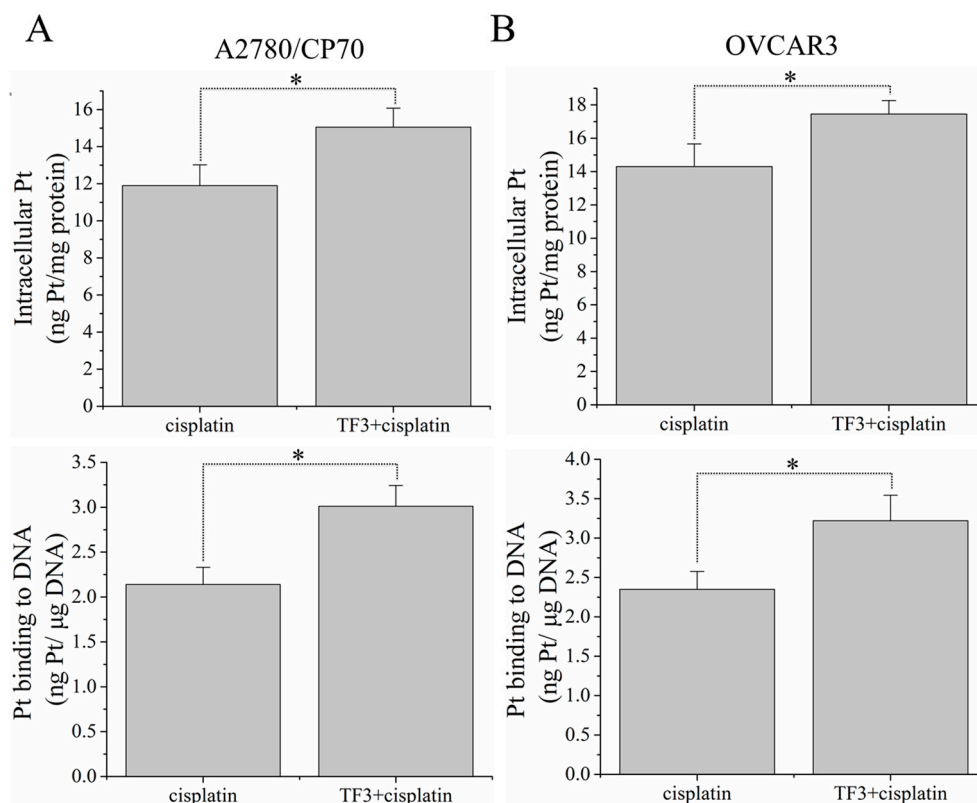 A
A2780/CP70
*
16
14
12
10
8
6
4
2
0
Intracellular Pt
(ng Pt/mg protein)
cisplatin
TF3+cisplatin
B
OVCAR3
*
18
16
14
12
10
8
6
4
2
0
Intracellular Pt
(ng Pt/mg protein)
cisplatin
TF3+cisplatin
*
3.5
3.0
2.5
2.0
1.5
1.0
0.5
0.0
Pt binding to DNA
(ng Pt/ μg DNA)
cisplatin
TF3+cisplatin
*
4.0
3.5
3.0
2.5
2.0
1.5
1.0
0.5
0.0
Pt binding to DNA
(ng Pt/ μg DNA)
cisplatin
TF3+cisplatin